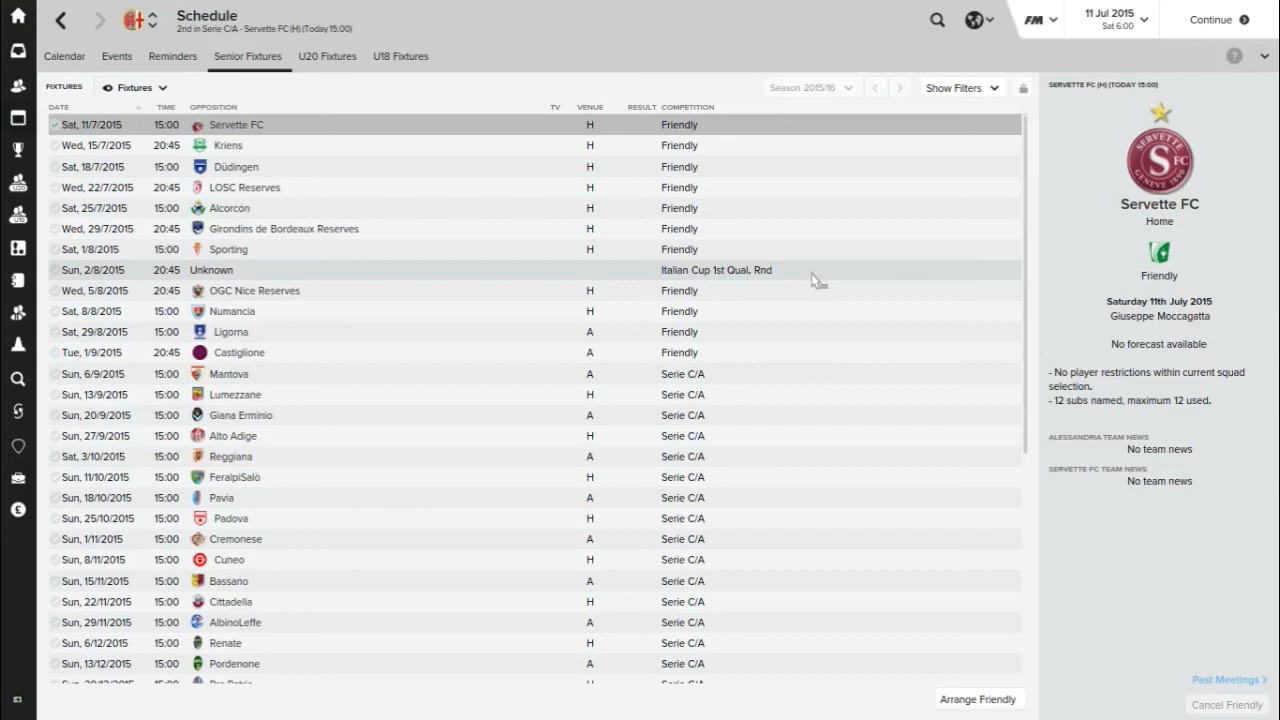 Schedule
2nd in Serie C/A - Servette FC (H) (Today 15:00)
FM
11 Jul 2015
Sat 6:00
Continue
Calendar Events Reminders Senior Fixtures U20 Fixtures U18 Fixtures
?
FIXTURES Fixtures Season 2015/16 Show Filters
DATE TIME OPPOSITION TV VENUE RESULT COMPETITION
Sat, 11/7/2015 15:00 Servette FC H Friendly
Wed, 15/7/2015 20:45 Kriens H Friendly
Sat, 18/7/2015 15:00 Düdingen H Friendly
Wed, 22/7/2015 20:45 LOSC Reserves H Friendly
Sat, 25/7/2015 15:00 Alcorcón H Friendly
Wed, 29/7/2015 20:45 Girondins de Bordeaux Reserves H Friendly
Sat, 1/8/2015 15:00 Sporting H Friendly
Sun, 2/8/2015 20:45 Unknown Italian Cup 1st Qual. Rnd
Wed, 5/8/2015 20:45 OGC Nice Reserves H Friendly
Sat, 8/8/2015 15:00 Numancia H Friendly
Sat, 29/8/2015 15:00 Ligorna A Friendly
Tue, 1/9/2015 20:45 Castiglione A Friendly
Sun, 6/9/2015 15:00 Mantova A Serie C/A
Sun, 13/9/2015 15:00 Lumezzane H Serie C/A
Sun, 20/9/2015 15:00 Giana Erminio A Serie C/A
Sun, 27/9/2015 15:00 Alto Adige H Serie C/A
Sat, 3/10/2015 15:00 Reggiana A Serie C/A
Sun, 11/10/2015 15:00 FeralpiSalò H Serie C/A
Sun, 18/10/2015 15:00 Pavia A Serie C/A
Sun, 25/10/2015 15:00 Padova H Serie C/A
Sun, 1/11/2015 15:00 Cremonese A Serie C/A
Sun, 8/11/2015 15:00 Cuneo H Serie C/A
Sun, 15/11/2015 15:00 Bassano A Serie C/A
Sun, 22/11/2015 15:00 Cittadella H Serie C/A
Sun, 29/11/2015 15:00 AlbinoLeffe A Serie C/A
Sun, 6/12/2015 15:00 Renate H Serie C/A
Sun, 13/12/2015 15:00 Pordenone A Serie C/A
Arrange Friendly
SERVETTE FC (H) (TODAY 15:00)
SERVETTE
S FC
GENEVE 1890
Servette FC
Home
Friendly
Saturday 11th July 2015
Giuseppe Moccagatta
No forecast available
- No player restrictions within current squad
selection.
- 12 subs named, maximum 12 used.
ALESSANDRIA TEAM NEWS
No team news
SERVETTE FC TEAM NEWS
No team news
Past Meetings >
Cancel Friendly